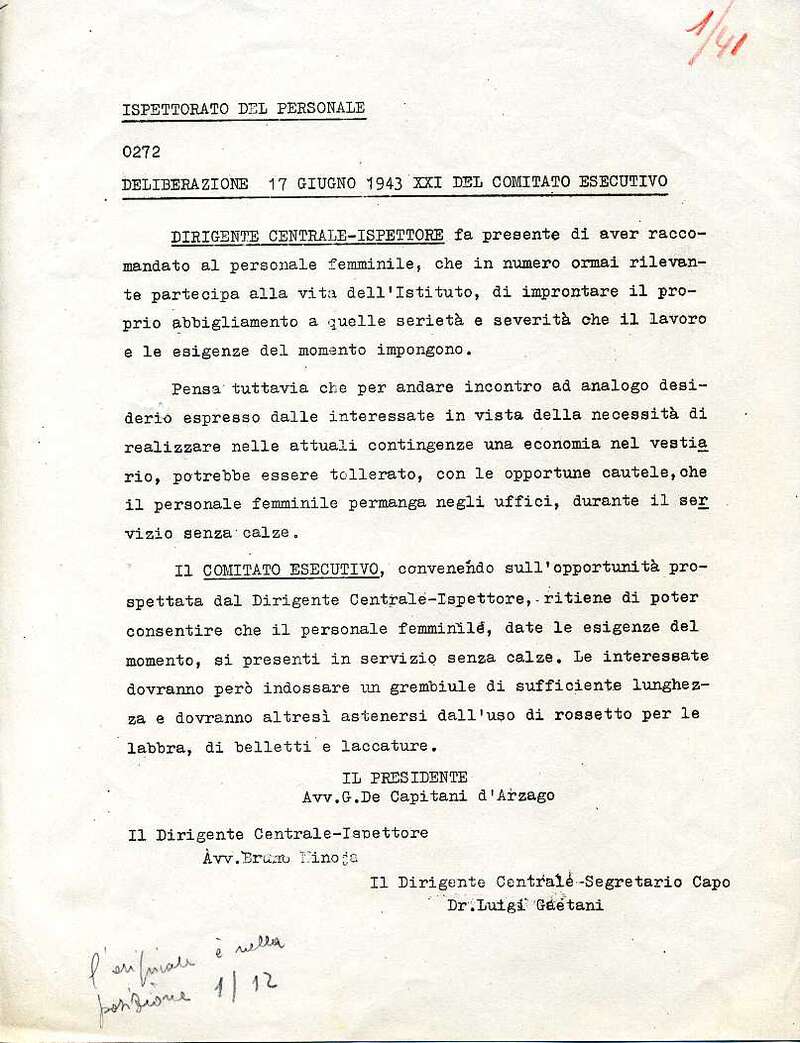 1/41
ISPETTORATO DEL PERSONALE
0272
DELIBERAZIONE 17 GIUGNO 1943 XXI DEL COMITATO ESECUTIVO
DIRIGENTE CENTRALE-ISPETTORE fa presente di aver racco-
mandato al personale femminile, che in numero ormai rilevan-
te partecipa alla vita dell'Istituto, di improntare il pro-
prio abbigliamento a quelle serietà e severità che il lavoro
e le esigenze del momento impongono.
Pensa tuttavia che per andare incontro ad analogo desi-
derio espresso dalle interessate in vista della necessità di
realizzare nelle attuali contingenze una economia nel vestia
rio, potrebbe essere tollerato, con le opportune cautele,che
il personale femminile permanga negli uffici, durante il ser
vizio senza calze.
Il COMITATO ESECUTIVO, convenendo sull'opportunità pro-
spettata dal Dirigente Centrale-Ispettore, ritiene di poter
consentire che il personale femminile, date le esigenze del
momento, si presenti in servizio senza calze. Le interessate
dovranno però indossare un grembiule di sufficiente lunghez-
za e dovranno altresì astenersi dall'uso di rossetto per le
labbra, di belletti e laccature.
IL PRESIDENTE
Avv.G.De Capitani d'Arzago
Il Dirigente Centrale-Ispettore
Avv.Bruno Minoja
Il Dirigente Centrale-Segretario Capo
Dr.Luigi Gaetani
l'originale è nella
posizione 1/12